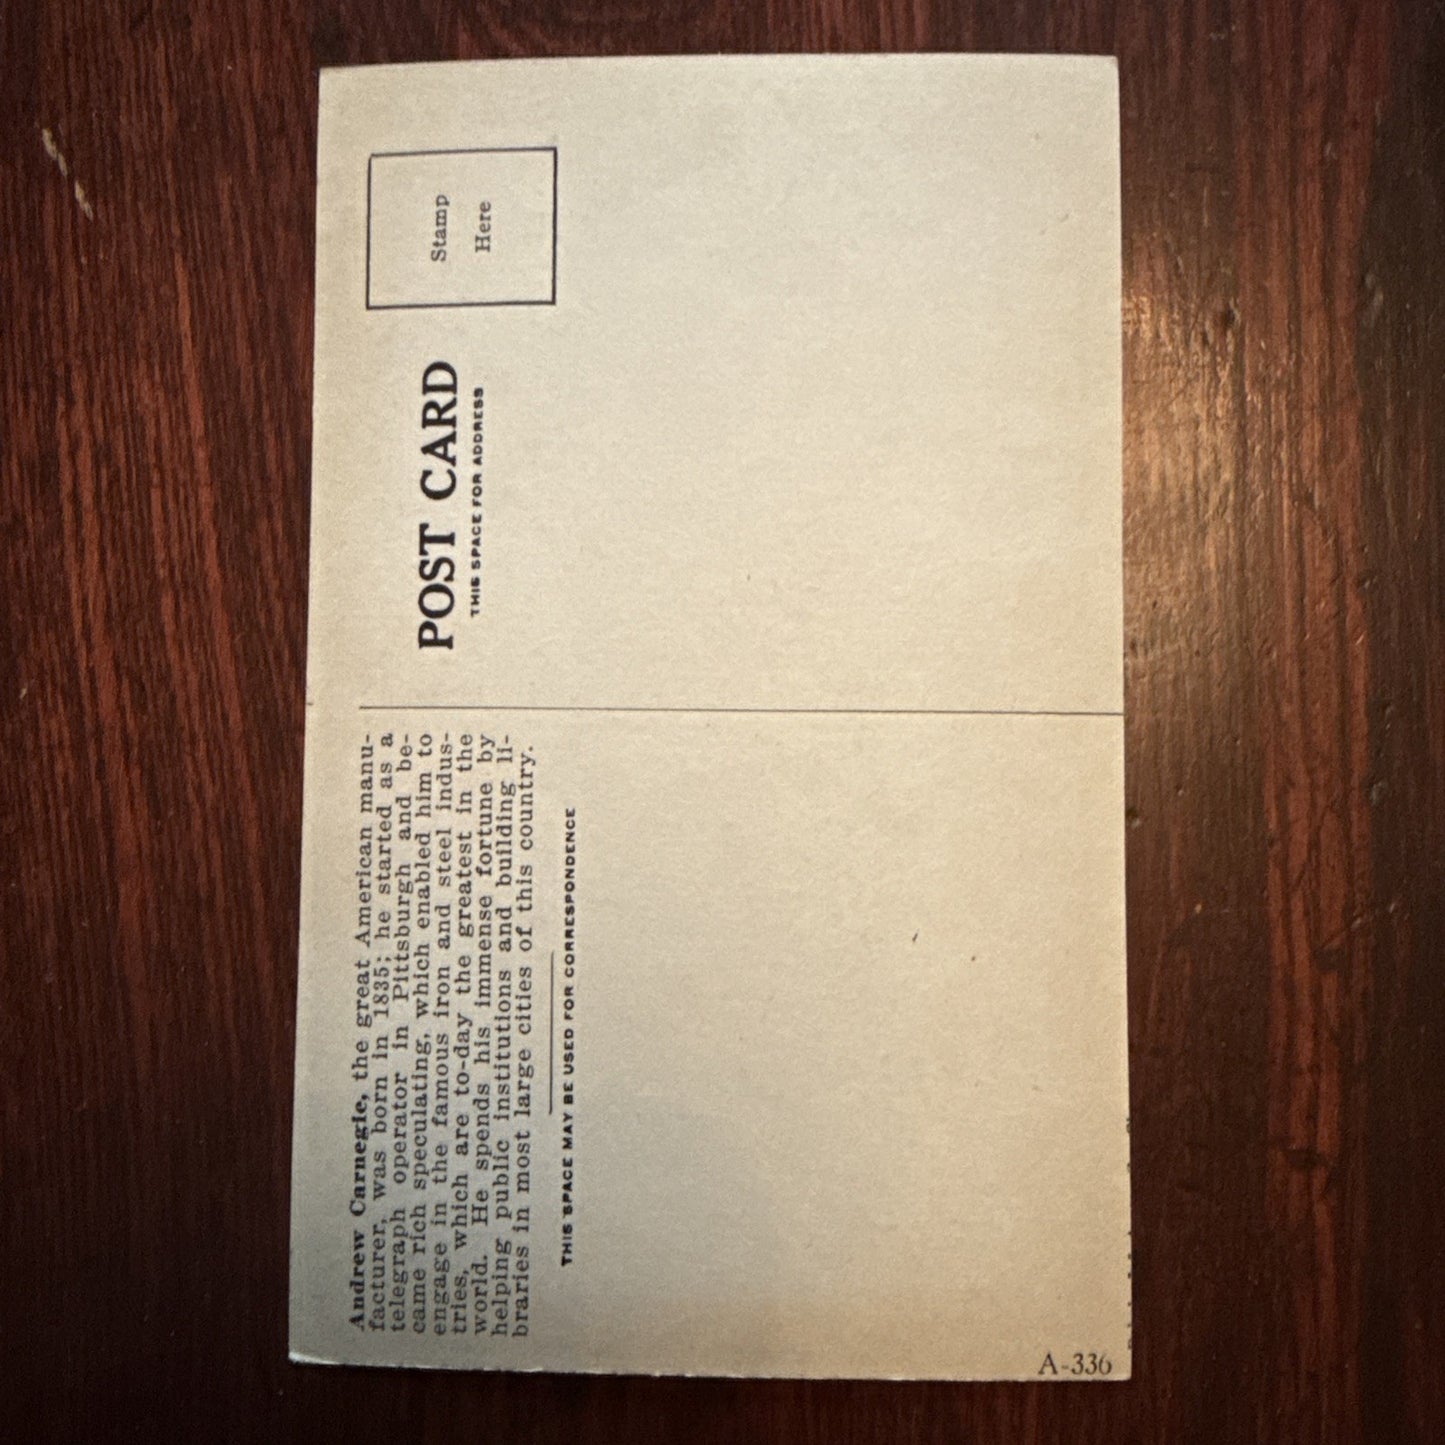 Andrew Carnegie, the great American manu-
facturer, was born in 1835; he started as a
telegraph operator in Pittsburgh and be-
came rich speculating, which enabled him to
engage in the famous iron and steel indus-
tries, which are to-day the greatest in the
world. He spends his immense fortune by
helping public institutions and building li-
braries in most large cities of this country.
THIS SPACE MAY BE USED FOR CORRESPONDENCE
POST CARD
THIS SPACE FOR ADDRESS
Stamp
Here
A-336